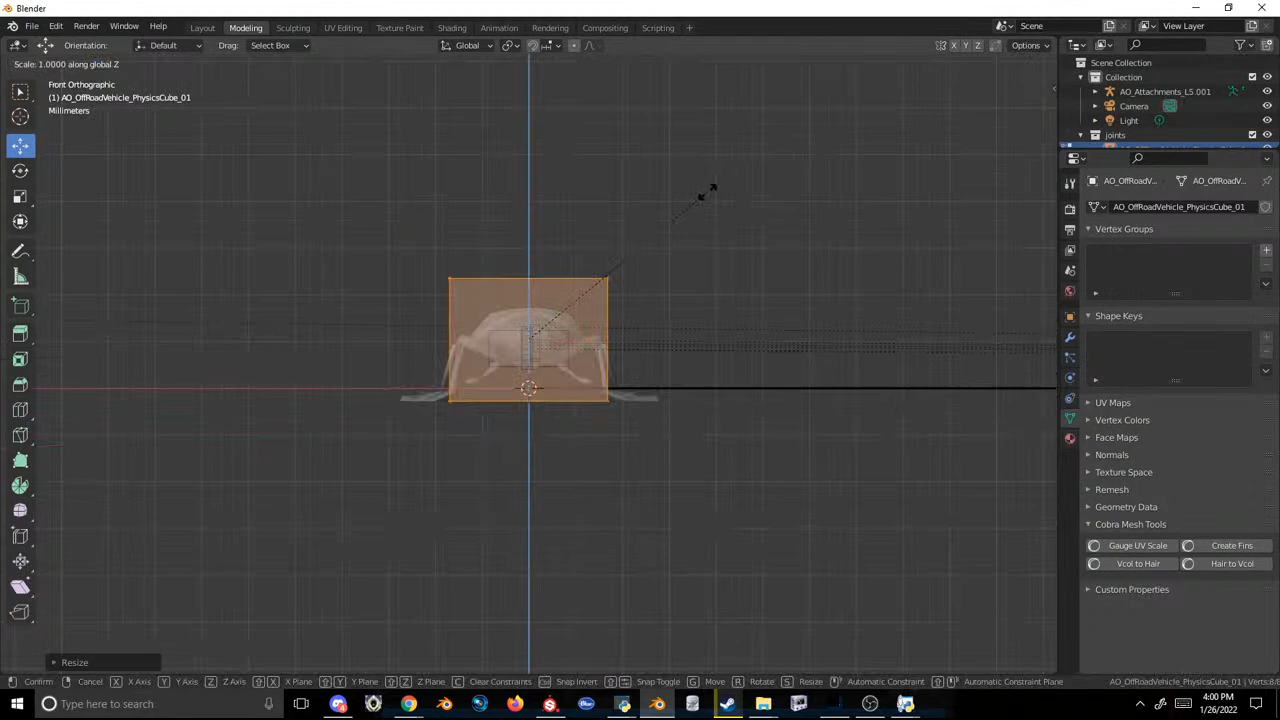 Blender
File Edit Render Window Help
Layout Modeling Sculpting UV Editing Texture Paint Shading Animation Rendering Compositing Scripting
Scene View Layer
Orientation: Default Drag: Select Box Global X Y Z Options
Scale: 1.0000 along global Z
Front Orthographic
(1) AO_OffRoadVehicle_PhysicsCube_01
Millimeters
Scene Collection
Collection
AO_Attachments_L5.001
Camera
Light
joints
AO_OffRoadV... AO_OffRoadV...
AO_OffRoadVehicle_PhysicsCube_01
Vertex Groups
Shape Keys
UV Maps
Vertex Colors
Face Maps
Normals
Texture Space
Remesh
Geometry Data
Cobra Mesh Tools
Gauge UV Scale Create Fins
Vcol to Hair Hair to Vcol
Custom Properties
Resize
Confirm Cancel X X Axis Y Y Axis Z Z Axis X X Plane Y Y Plane Z Z Plane C Clear Constraints Snap Invert Snap Toggle G Move R Rotate S Resize Automatic Constraint Automatic Constraint Plane AO_OffRoadVehicle_PhysicsCube_01 | Verts:8/8
Type here to search
4:00 PM
1/26/2022